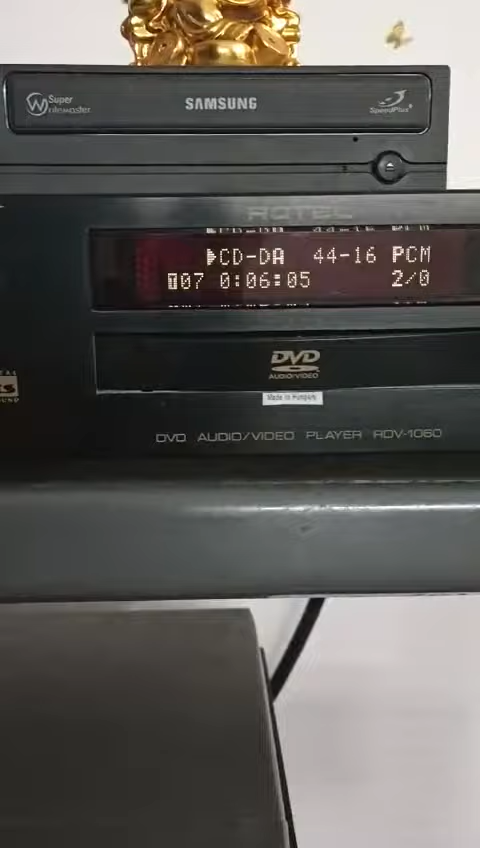 Super
WriteMaster
SAMSUNG
SpeedPlus
ROTEL
▶CD-DA 44-16 PCM
T07 0:06:05 2/0
DVD
AUDIO/VIDEO
Made in Hungary
DVD AUDIO/VIDEO PLAYER RDV-1060